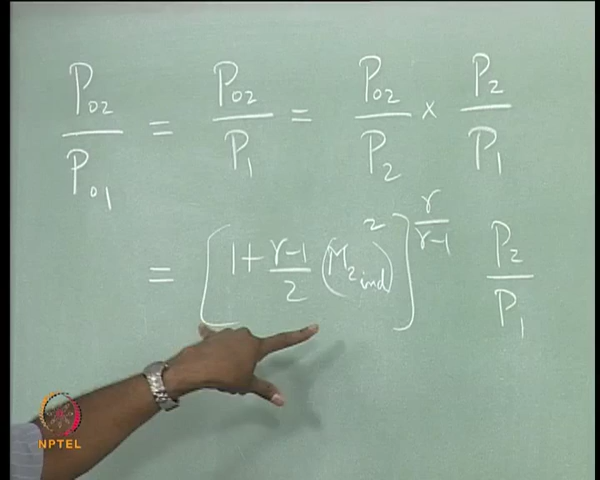 P02/P01 = P02/P1 = P02/P2 × P2/P1
= [1 + γ-1/2 (M2ind)^2]^γ/γ-1 P2/P1
NPTEL